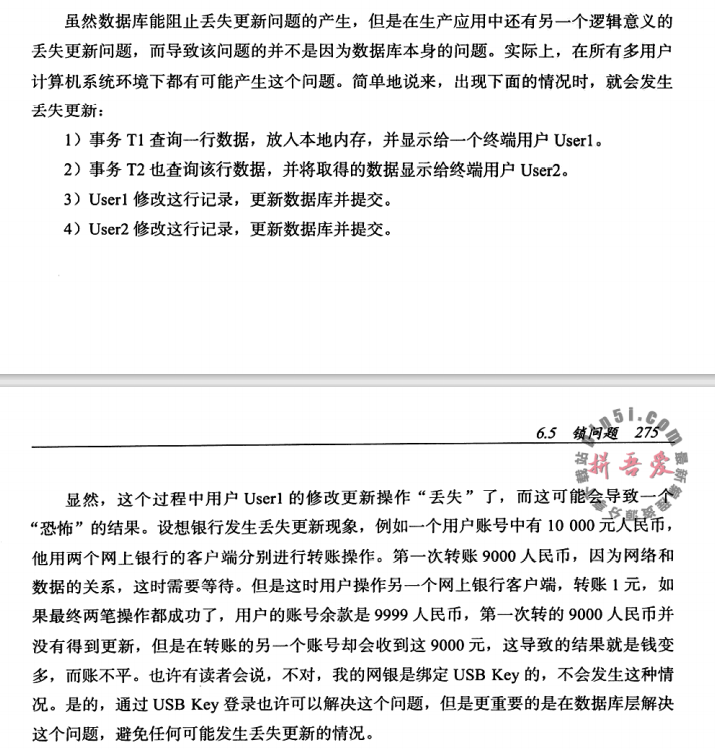 虽然数据库能阻止丢失更新问题的产生，但是在生产应用中还有另一个逻辑意义的
丢失更新问题，而导致该问题的并不是因为数据库本身的问题。实际上，在所有多用户
计算机系统环境下都有可能产生这个问题。简单地说来，出现下面的情况时，就会发生
丢失更新：
1）事务 T1 查询一行数据，放入本地内存，并显示给一个终端用户 User1。
2）事务 T2 也查询该行数据，并将取得的数据显示给终端用户 User2。
3）User1 修改这行记录，更新数据库并提交。
4）User2 修改这行记录，更新数据库并提交。
6.5 锁问题 275
拼吾爱
显然，这个过程中用户 User1 的修改更新操作“丢失”了，而这可能会导致一个
“恐怖”的结果。设想银行发生丢失更新现象，例如一个用户账号中有 10 000 元人民币，
他用两个网上银行的客户端分别进行转账操作。第一次转账 9000 人民币，因为网络和
数据的关系，这时需要等待。但是这时用户操作另一个网上银行客户端，转账 1 元，如
果最终两笔操作都成功了，用户的账号余款是 9999 人民币，第一次转的 9000 人民币并
没有得到更新，但是在转账的另一个账号却会收到这 9000 元，这导致的结果就是钱变
多，而账不平。也许有读者会说，不对，我的网银是绑定 USB Key 的，不会发生这种情
况。是的，通过 USB Key 登录也许可以解决这个问题，但是更重要的是在数据库层解决
这个问题，避免任何可能发生丢失更新的情况。